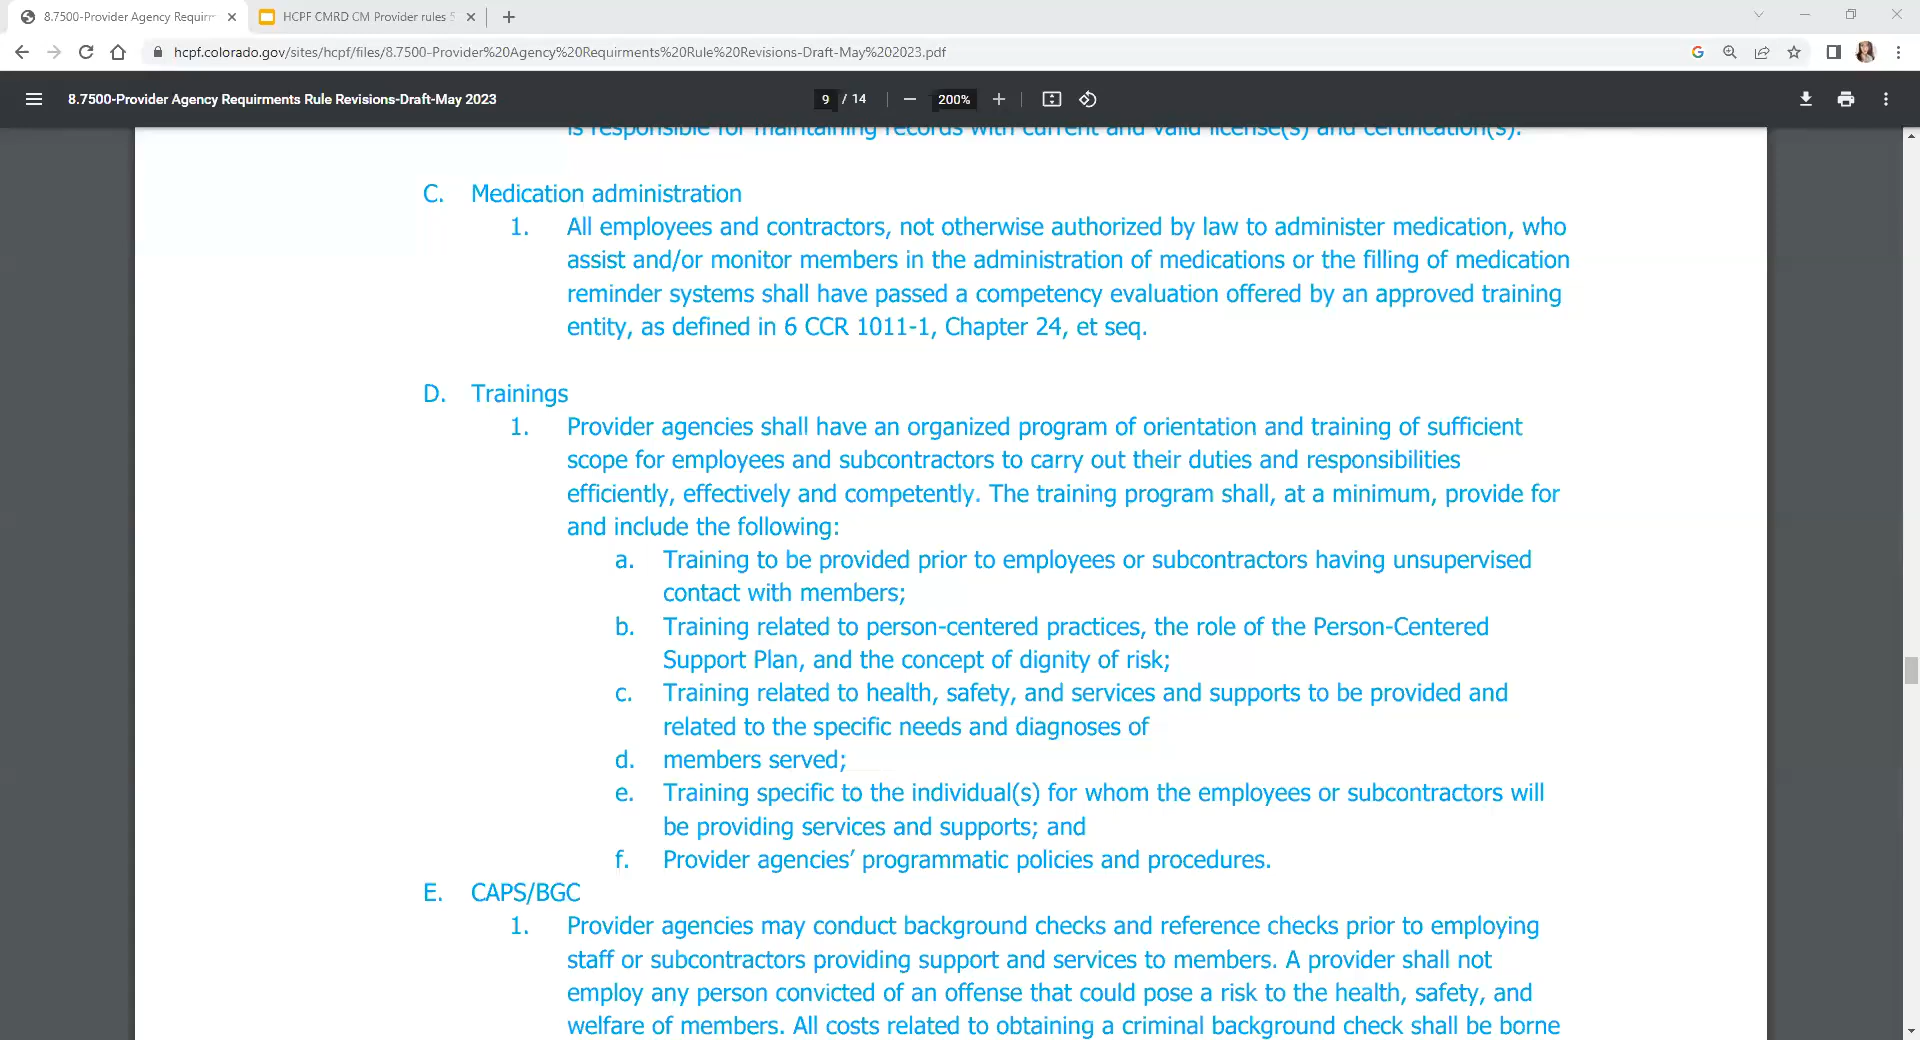 8.7500-Provider Agency Requirm
HCPF CMRD CM Provider rules 5
hcpf.colorado.gov/sites/hcpf/files/8.7500-Provider%20Agency%20Requirments%20Rule%20Revisions-Draft-May%202023.pdf
8.7500-Provider Agency Requirments Rule Revisions-Draft-May 2023
9 / 14
200%
is responsible for maintaining records with current and valid license(s) and certification(s).
C. Medication administration
1. All employees and contractors, not otherwise authorized by law to administer medication, who
assist and/or monitor members in the administration of medications or the filling of medication
reminder systems shall have passed a competency evaluation offered by an approved training
entity, as defined in 6 CCR 1011-1, Chapter 24, et seq.
D. Trainings
1. Provider agencies shall have an organized program of orientation and training of sufficient
scope for employees and subcontractors to carry out their duties and responsibilities
efficiently, effectively and competently. The training program shall, at a minimum, provide for
and include the following:
a. Training to be provided prior to employees or subcontractors having unsupervised
contact with members;
b. Training related to person-centered practices, the role of the Person-Centered
Support Plan, and the concept of dignity of risk;
c. Training related to health, safety, and services and supports to be provided and
related to the specific needs and diagnoses of
d. members served;
e. Training specific to the individual(s) for whom the employees or subcontractors will
be providing services and supports; and
f. Provider agencies’ programmatic policies and procedures.
E. CAPS/BGC
1. Provider agencies may conduct background checks and reference checks prior to employing
staff or subcontractors providing support and services to members. A provider shall not
employ any person convicted of an offense that could pose a risk to the health, safety, and
welfare of members. All costs related to obtaining a criminal background check shall be borne